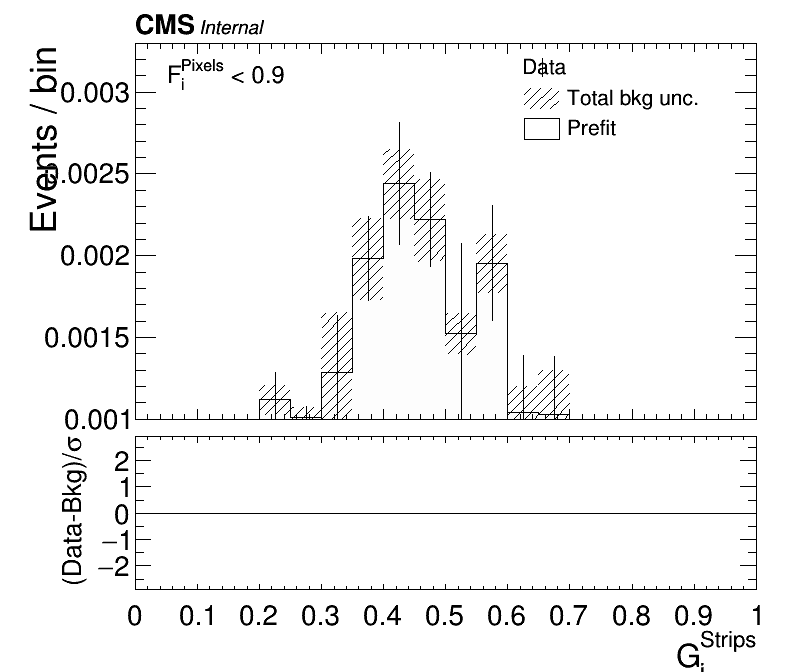 CMS Internal
F_i^Pixels < 0.9
Data
Total bkg unc.
Prefit
Events / bin
0.003
0.0025
0.002
0.0015
0.001
(Data-Bkg)/σ
2
1
0
−1
−2
0 0.1 0.2 0.3 0.4 0.5 0.6 0.7 0.8 0.9 1
G_i^Strips